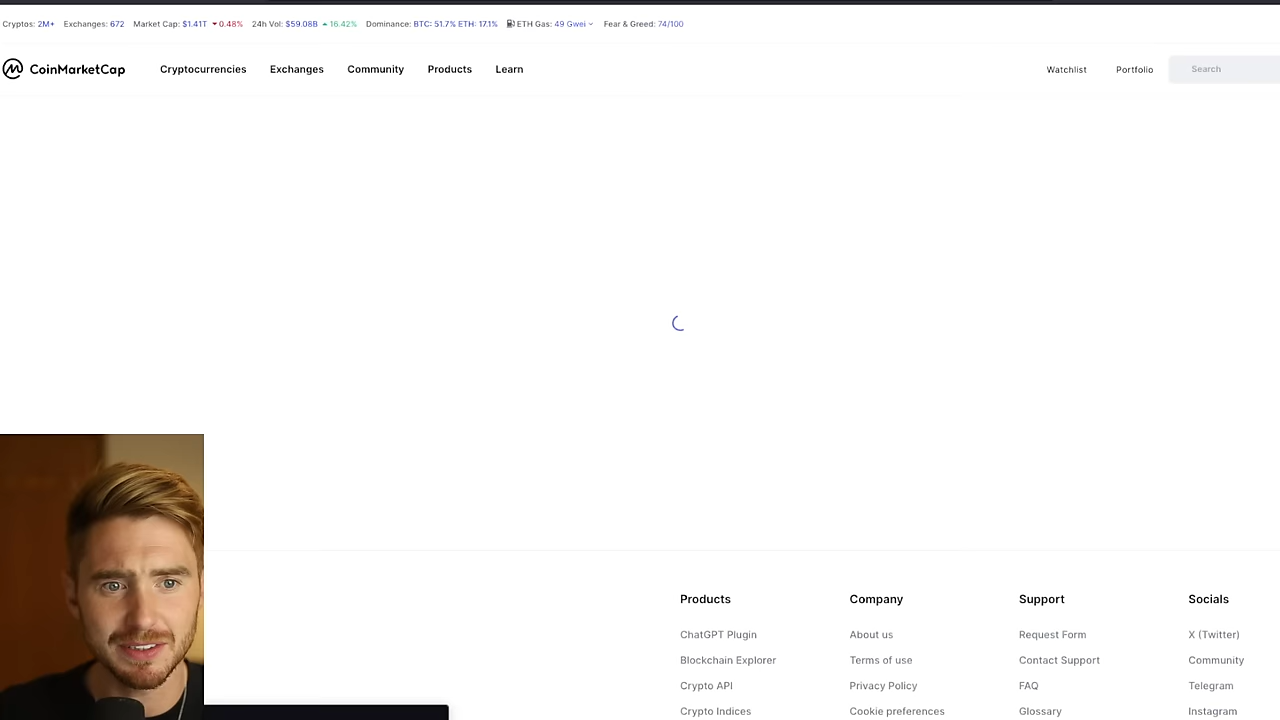 Cryptos: 2M+ Exchanges: 672 Market Cap: $1.41T 0.48% 24h Vol: $59.08B 16.42% Dominance: BTC: 51.7% ETH: 17.1% ETH Gas: 49 Gwei Fear & Greed: 74/100
CoinMarketCap Cryptocurrencies Exchanges Community Products Learn Watchlist Portfolio Search
Products Company Support Socials
ChatGPT Plugin About us Request Form X (Twitter)
Blockchain Explorer Terms of use Contact Support Community
Crypto API Privacy Policy FAQ Telegram
Crypto Indices Cookie preferences Glossary Instagram